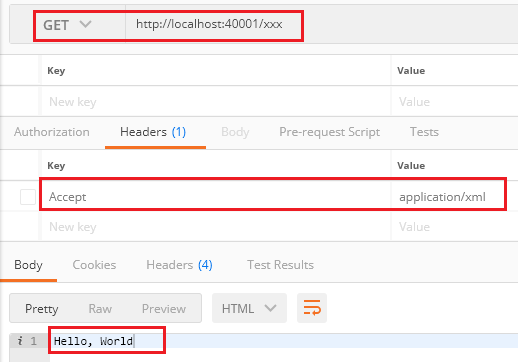 GET http://localhost:40001/xxx
Key Value
New key Value
Authorization Headers (1) Body Pre-request Script Tests
Key Value
Accept application/xml
New key Value
Body Cookies Headers (4) Test Results
Pretty Raw Preview HTML
i 1 Hello, World